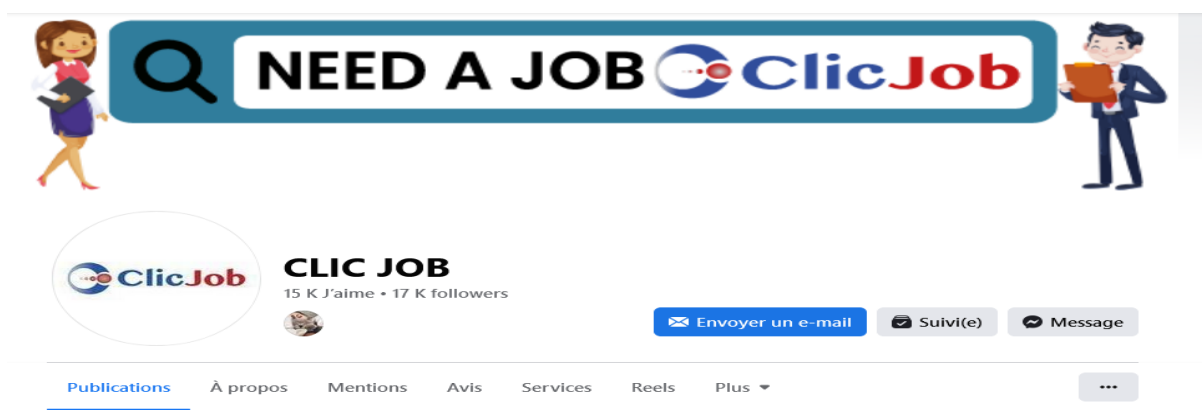 NEED A JOB ClicJob
ClicJob
CLIC JOB
15 K J'aime • 17 K followers
Envoyer un e-mail
Suivi(e)
Message
Publications
À propos
Mentions
Avis
Services
Reels
Plus